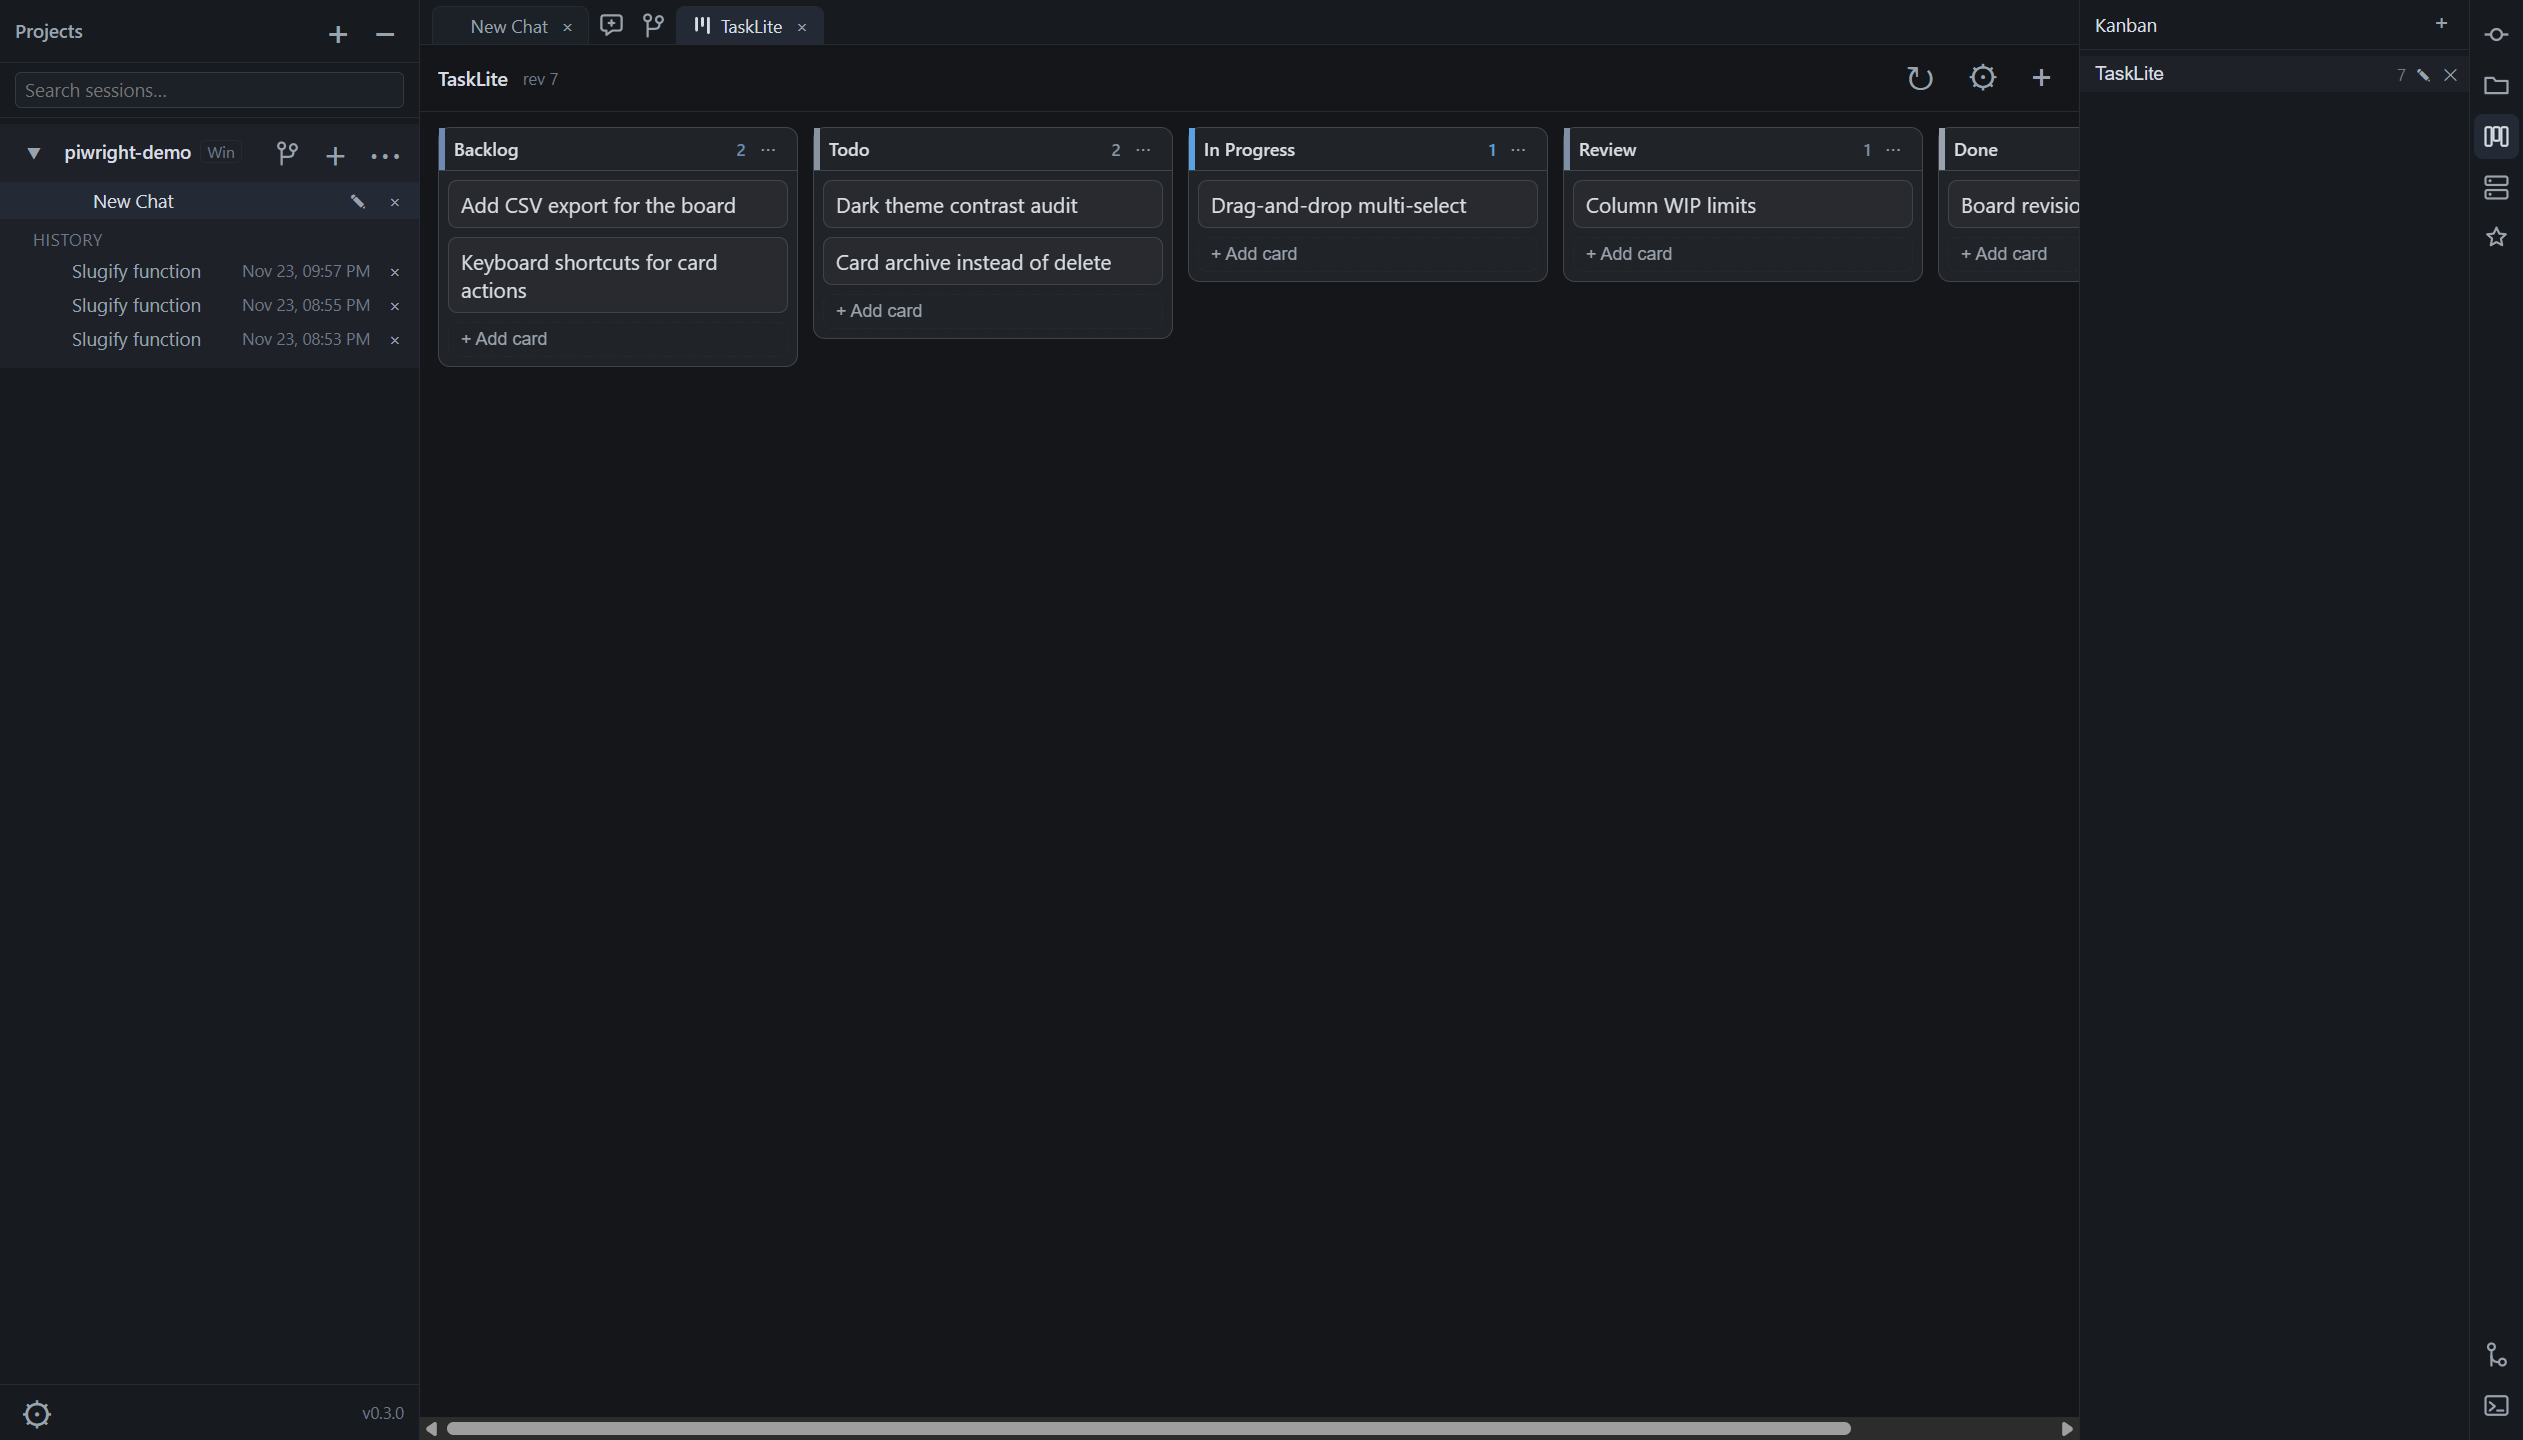 Projects
+ −
Search sessions...
piwright-demo Win
New Chat ×
HISTORY
Slugify function Nov 23, 09:57 PM ×
Slugify function Nov 23, 08:55 PM ×
Slugify function Nov 23, 08:53 PM ×
v0.3.0
New Chat ×
TaskLite ×
TaskLite rev 7
Backlog 2 ...
Add CSV export for the board
Keyboard shortcuts for card
actions
+ Add card
Todo 2 ...
Dark theme contrast audit
Card archive instead of delete
+ Add card
In Progress 1 ...
Drag-and-drop multi-select
+ Add card
Review 1 ...
Column WIP limits
+ Add card
Done
Board revisio
+ Add card
Kanban +
TaskLite 7